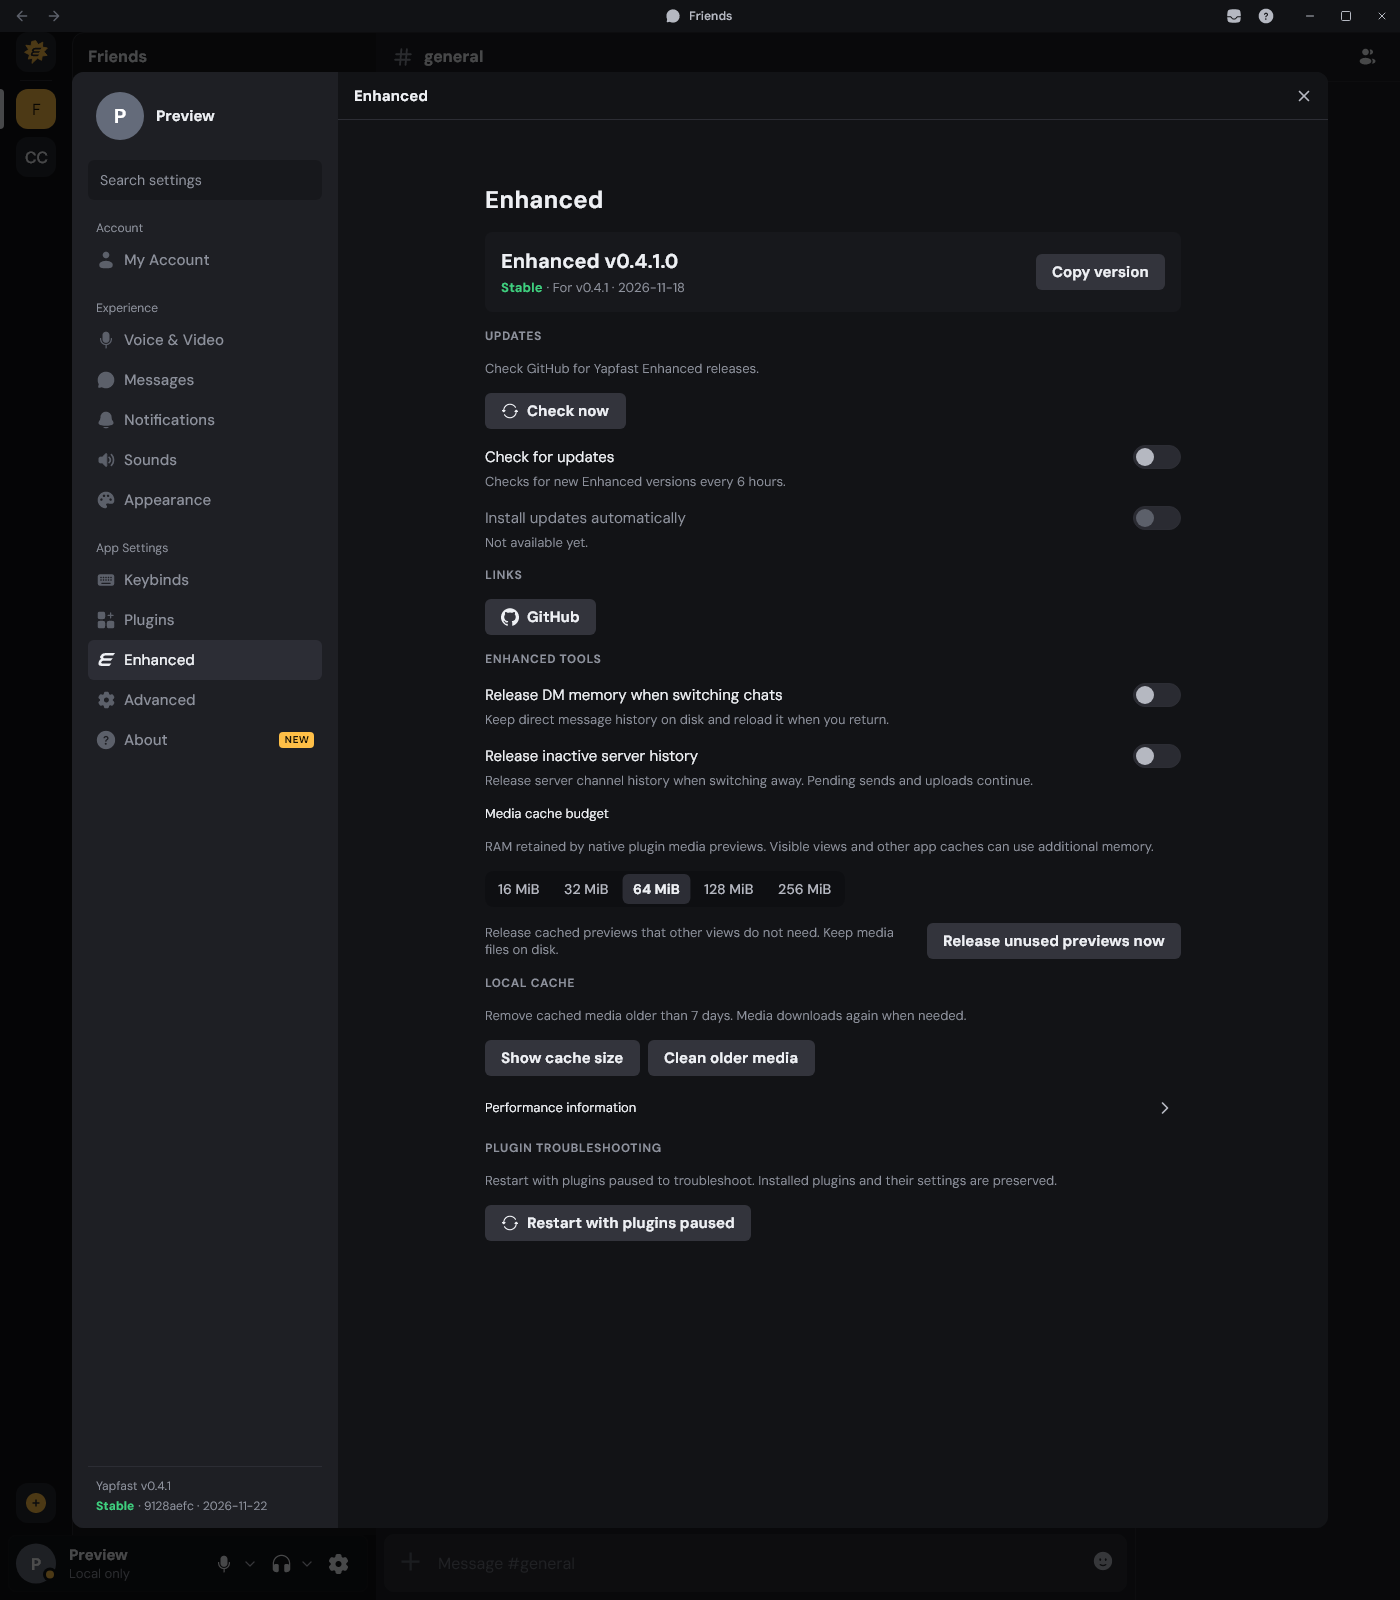 Friends
Friends
# general
F
CC
P
Preview
Search settings
Account
My Account
Experience
Voice & Video
Messages
Notifications
Sounds
Appearance
App Settings
Keybinds
Plugins
Enhanced
Advanced
About
NEW
Yapfast v0.4.1
Stable · 9128aefc · 2026-11-22
Enhanced
Enhanced
Enhanced v0.4.1.0
Stable · For v0.4.1 · 2026-11-18
Copy version
UPDATES
Check GitHub for Yapfast Enhanced releases.
Check now
Check for updates
Checks for new Enhanced versions every 6 hours.
Install updates automatically
Not available yet.
LINKS
GitHub
ENHANCED TOOLS
Release DM memory when switching chats
Keep direct message history on disk and reload it when you return.
Release inactive server history
Release server channel history when switching away. Pending sends and uploads continue.
Media cache budget
RAM retained by native plugin media previews. Visible views and other app caches can use additional memory.
16 MiB 32 MiB 64 MiB 128 MiB 256 MiB
Release cached previews that other views do not need. Keep media
files on disk.
Release unused previews now
LOCAL CACHE
Remove cached media older than 7 days. Media downloads again when needed.
Show cache size
Clean older media
Performance information
PLUGIN TROUBLESHOOTING
Restart with plugins paused to troubleshoot. Installed plugins and their settings are preserved.
Restart with plugins paused
P
Preview
Local only
Message #general